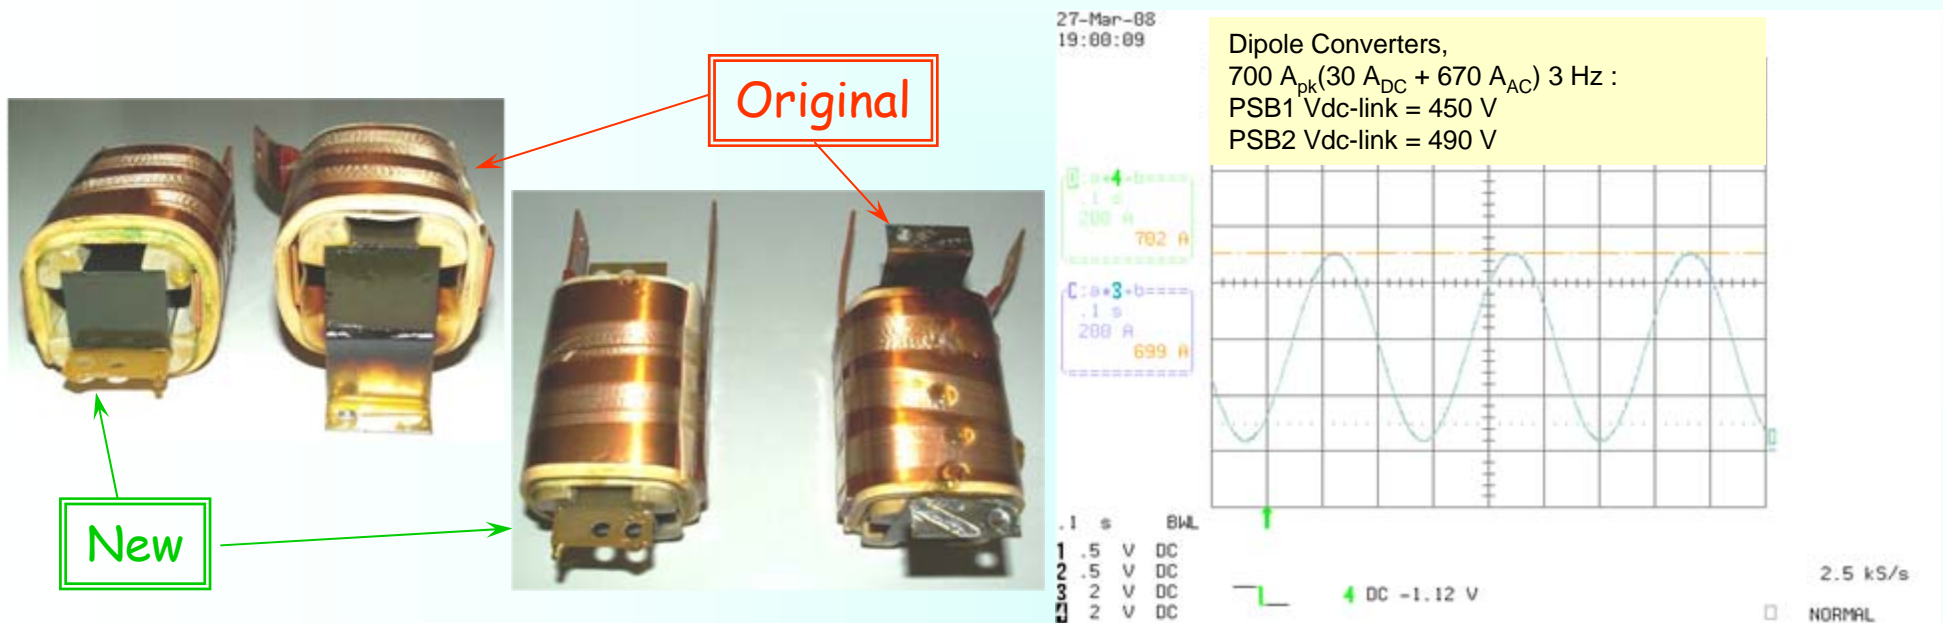 Original
New
27-Mar-08
19:00:09
Dipole Converters,
700 Apk(30 ADC + 670 AAC) 3 Hz :
PSB1 Vdc-link = 450 V
PSB2 Vdc-link = 490 V
.1 s
200 A
702 A
.1 s
200 A
699 A
.1 s BWL
1 .5 V DC
2 .5 V DC
3 2 V DC
4 2 V DC
4 DC -1.12 V
2.5 kS/s
NORMAL